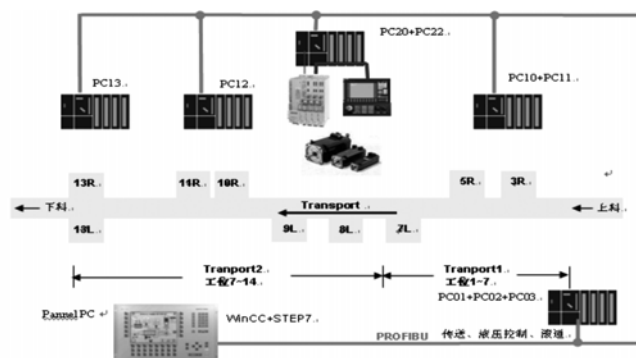 PC20+PC22
PC13
PC12
PC10+PC11
13R
11R
10R
5R
3R
下料
Transport
上料
13L
9L
8L
7L
Tranport2
工位7-14
Tranport1
工位1-7
PC01+PC02+PC03
Pannel PC
WinCC+STEP7
PROFIBU
传送、液压控制、滚道